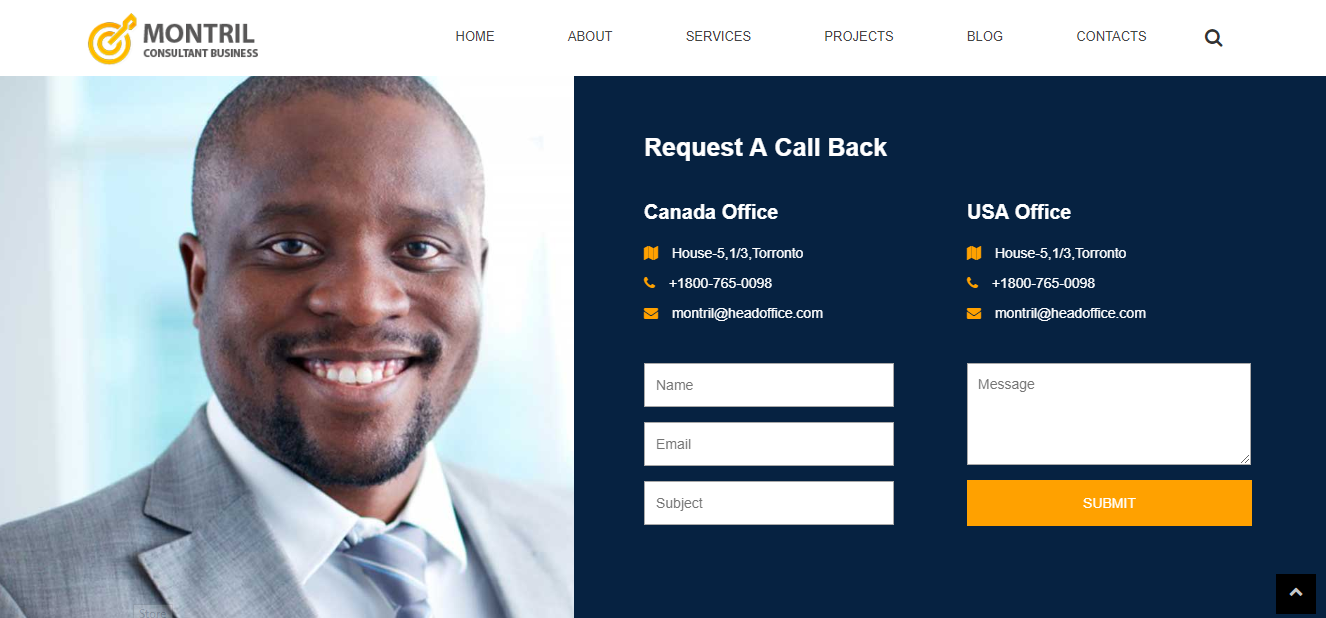 MONTRIL
CONSULTANT BUSINESS
HOME ABOUT SERVICES PROJECTS BLOG CONTACTS
Request A Call Back
Canada Office
House-5,1/3,Torronto
+1800-765-0098
montril@headoffice.com
USA Office
House-5,1/3,Torronto
+1800-765-0098
montril@headoffice.com
Name
Email
Subject
Message
SUBMIT
Store